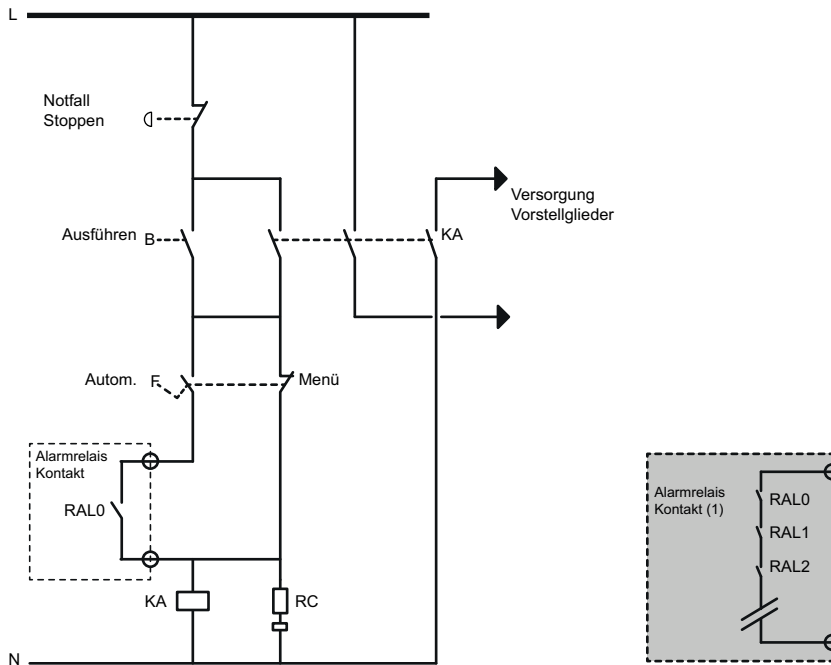 L
Notfall
Stoppen
Versorgung
Vorstellglieder
Ausführen B
KA
Autom. F
Menü
Alarmrelais
Kontakt
RAL0
KA
RC
N
Alarmrelais
Kontakt (1)
RAL0
RAL1
RAL2